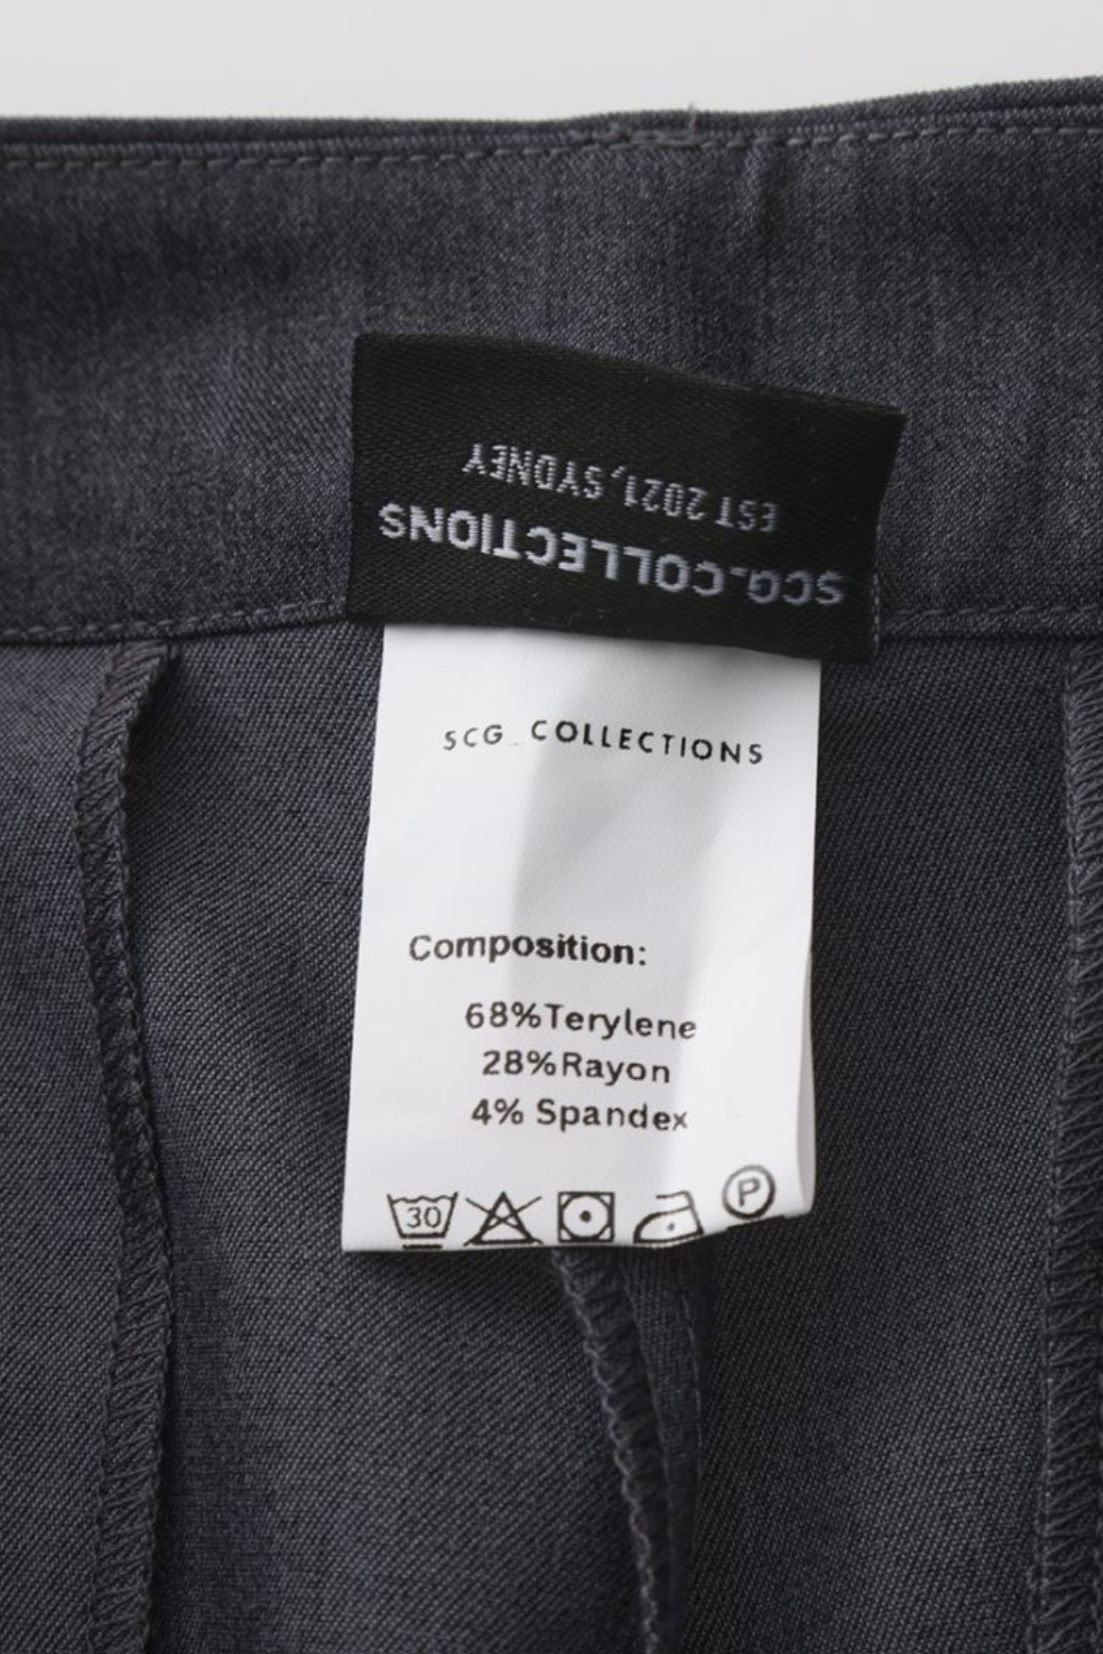 EST 2021, SYDNEY
SCG_COLLECTIONS
SCG_COLLECTIONS
Composition:
68%Terylene
28%Rayon
4% Spandex
30
P